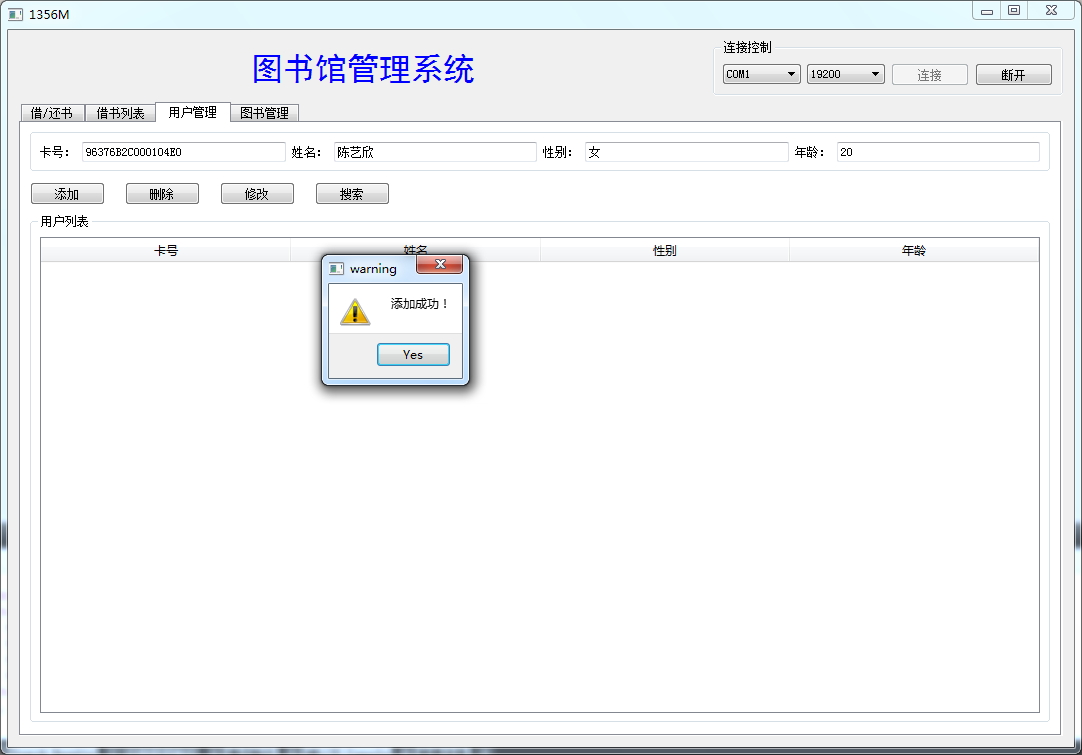 1356M
图书馆管理系统
连接控制
COM1 19200 连接 断开
借/还书 借书列表 用户管理 图书管理
卡号： 96376B2C000104E0 姓名： 陈艺欣 性别： 女 年龄： 20
添加 删除 修改 搜索
用户列表
卡号 姓名 性别 年龄
warning
添加成功！
Yes